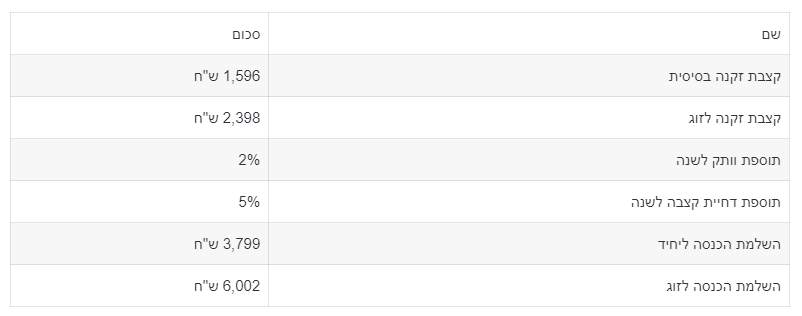 שם סכום
קצבת זקנה בסיסית 1,596 ש"ח
קצבת זקנה לזוג 2,398 ש"ח
תוספת וותק לשנה 2%
תוספת דחיית קצבה לשנה 5%
השלמת הכנסה ליחיד 3,799 ש"ח
השלמת הכנסה לזוג 6,002 ש"ח